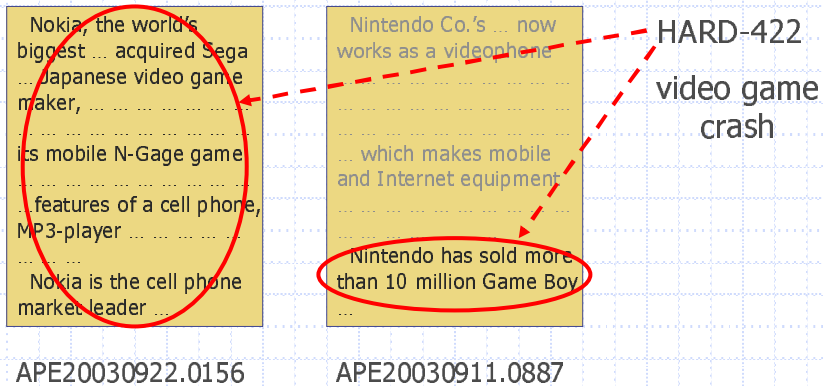 Nokia, the world's
biggest ... acquired Sega
... Japanese video game
maker, ... ... ... ... ... ...
... ... ... ... ... ... ... ... ...
its mobile N-Gage game
... ... ... ... ... ... ... ... ...
...features of a cell phone,
MP3-player ... ... ... ... ...
... ... ...
Nokia is the cell phone
market leader ...
APE20030922.0156
Nintendo Co.'s ... now
works as a videophone
... ... ... ... ... ... ... ... ...
... ... ... ... ... ... ... ... ...
... ... ... ... ... ... ... ... ...
... which makes mobile
and Internet equipment
... ... ... ... ... ... ... ... ...
... ... ... ... ... ... ... ... ...
Nintendo has sold more
than 10 million Game Boy
...
APE20030911.0887
HARD-422
video game
crash